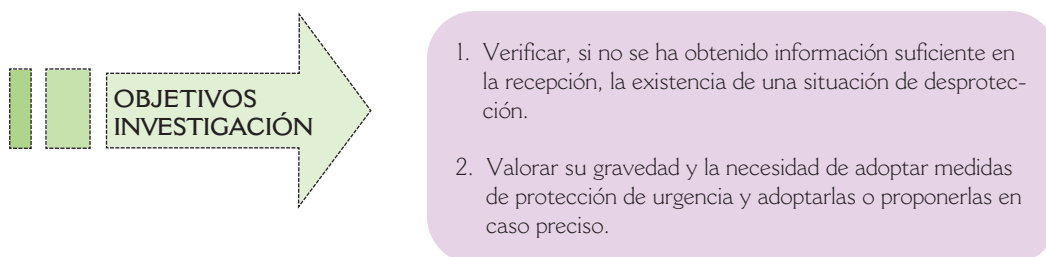 OBJETIVOS
INVESTIGACIÓN
1. Verificar, si no se ha obtenido información suficiente en
la recepción, la existencia de una situación de desprotec-
ción.
2. Valorar su gravedad y la necesidad de adoptar medidas
de protección de urgencia y adoptarlas o proponerlas en
caso preciso.